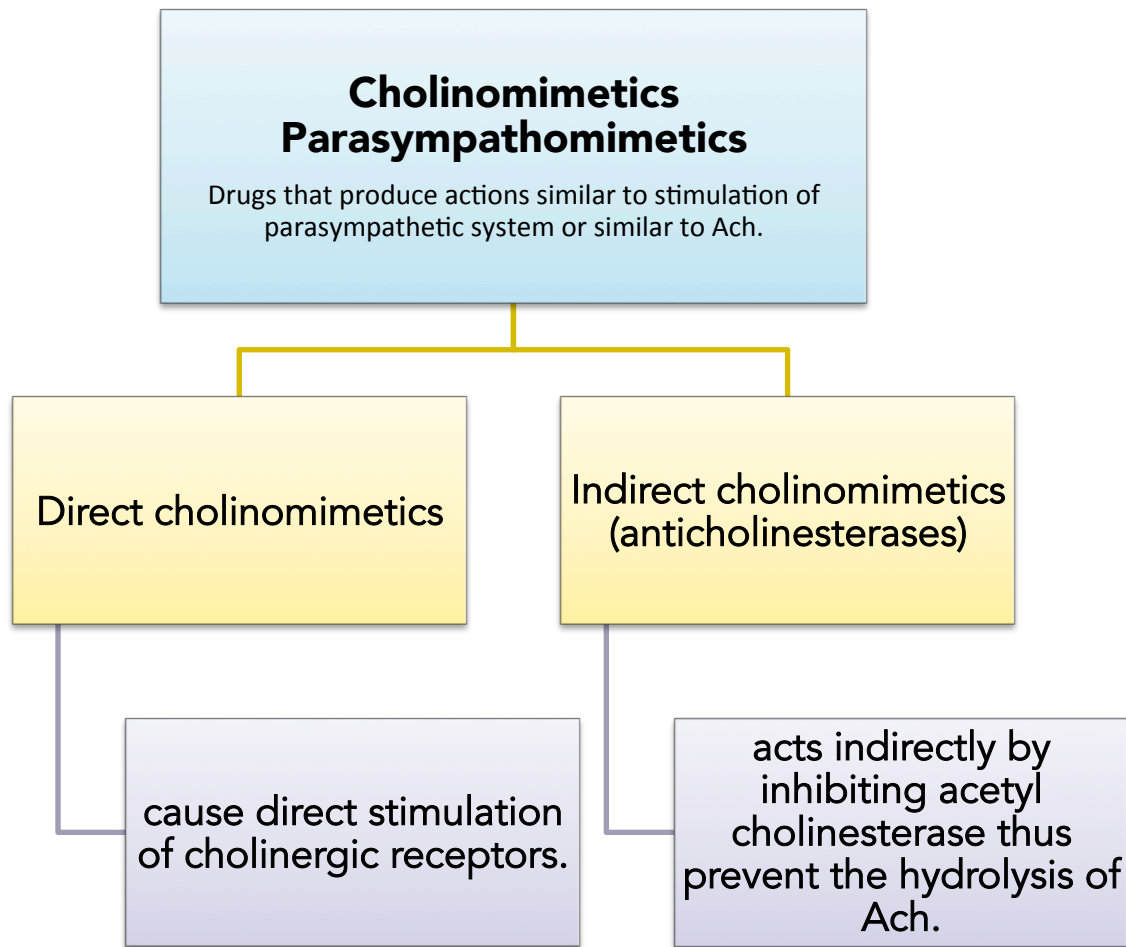 Cholinomimetics
Parasympathomimetics
Drugs that produce actions similar to stimulation of
parasympathetic system or similar to Ach.
Direct cholinomimetics
Indirect cholinomimetics
(anticholinesterases)
cause direct stimulation
of cholinergic receptors.
acts indirectly by
inhibiting acetyl
cholinesterase thus
prevent the hydrolysis of
Ach.